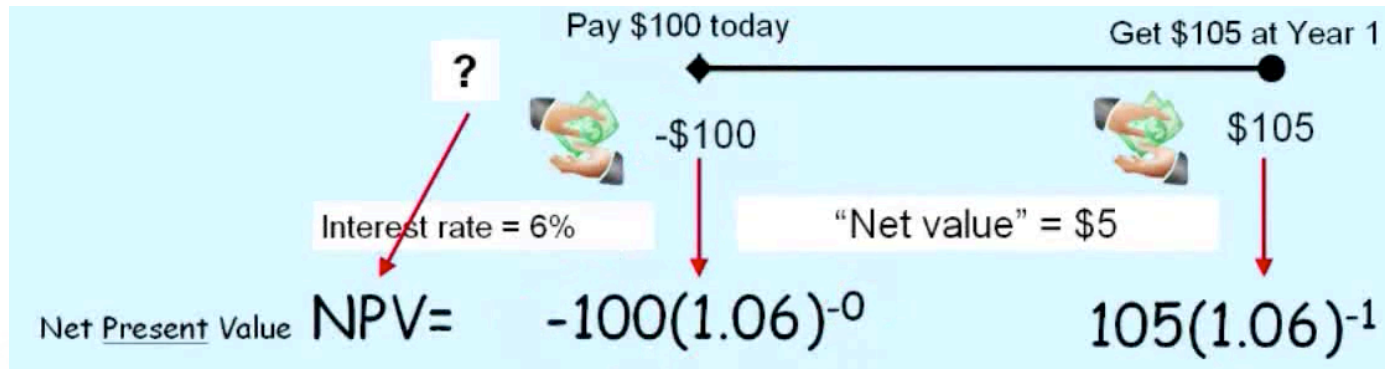 Pay $100 today
Get $105 at Year 1
?
-$100
$105
Interest rate = 6%
“Net value” = $5
Net Present Value NPV= -100(1.06)⁻⁰ 105(1.06)⁻¹